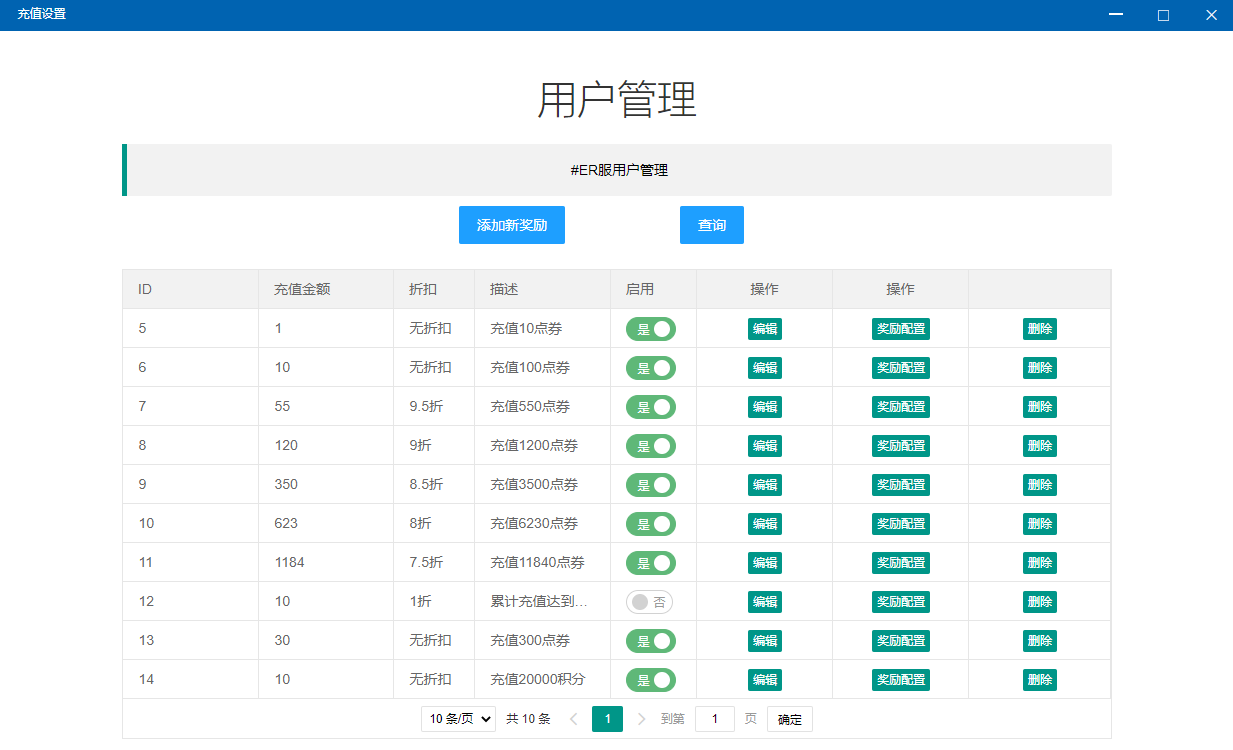 充值设置
用户管理
#ER服用户管理
添加新奖励 查询
ID 充值金额 折扣 描述 启用 操作 操作
5 1 无折扣 充值10点券 是 编辑 奖励配置 删除
6 10 无折扣 充值100点券 是 编辑 奖励配置 删除
7 55 9.5折 充值550点券 是 编辑 奖励配置 删除
8 120 9折 充值1200点券 是 编辑 奖励配置 删除
9 350 8.5折 充值3500点券 是 编辑 奖励配置 删除
10 623 8折 充值6230点券 是 编辑 奖励配置 删除
11 1184 7.5折 充值11840点券 是 编辑 奖励配置 删除
12 10 1折 累计充值达到... 否 编辑 奖励配置 删除
13 30 无折扣 充值300点券 是 编辑 奖励配置 删除
14 10 无折扣 充值20000积分 是 编辑 奖励配置 删除
10 条/页 共 10 条 1 到第 1 页 确定